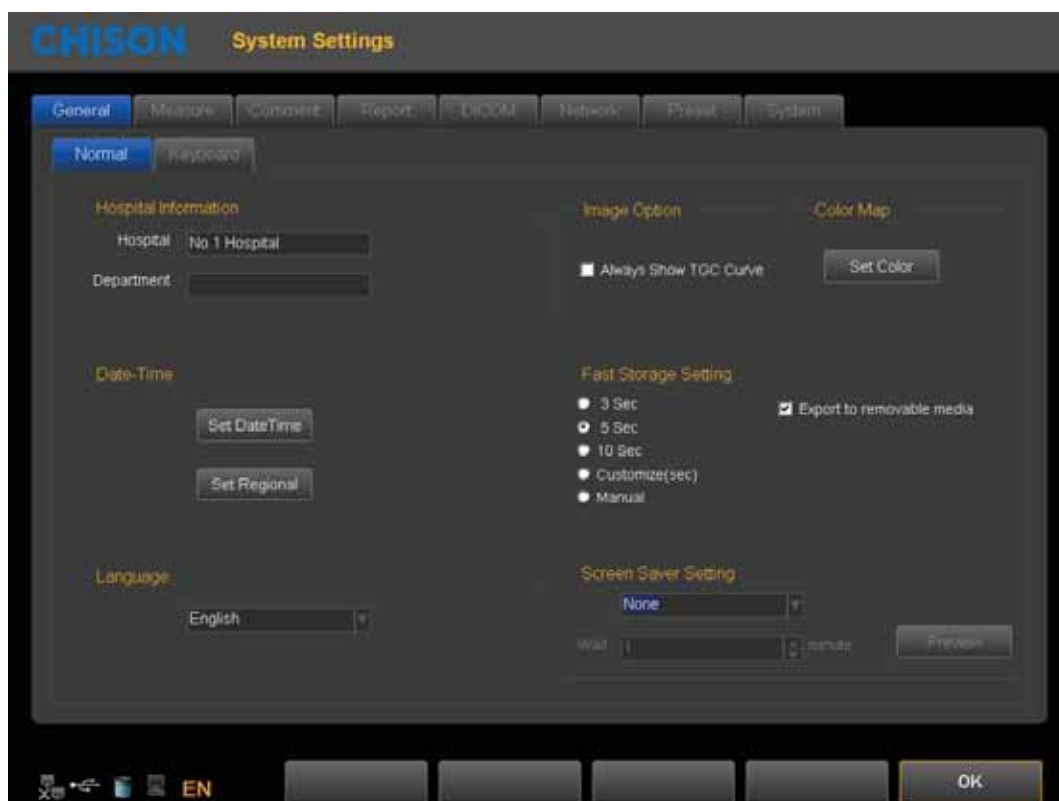 CHISON System Settings
General Measure Comment Report DICOM Network Preset System
Normal Keyboard
Hospital Information
Hospital No 1 Hospital
Department
Image Option
Always Show TGC Curve
Color Map
Set Color
Date-Time
Set DateTime
Set Regional
Fast Storage Setting
3 Sec
5 Sec
10 Sec
Customize(sec)
Manual
Export to removable media
Language
English
Screen Saver Setting
None
Wait 1 minute
Preview
EN
OK